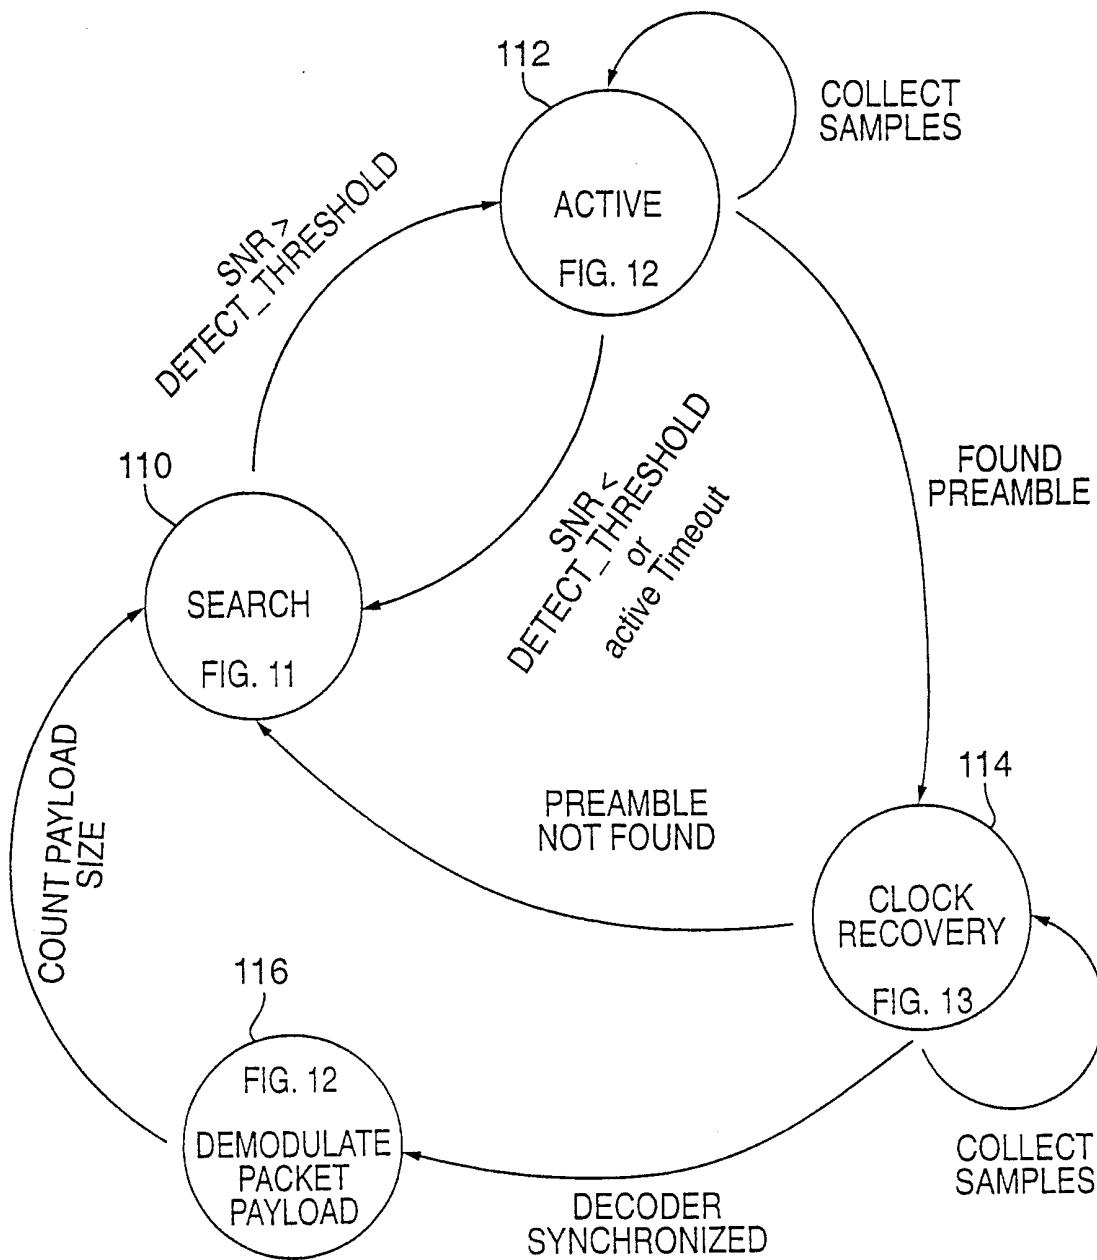 112
COLLECT
SAMPLES
ACTIVE
FIG. 12
SNR >
DETECT_THRESHOLD
SNR <
DETECT_THRESHOLD
or
active Timeout
FOUND
PREAMBLE
110
SEARCH
FIG. 11
COUNT PAYLOAD
SIZE
PREAMBLE
NOT FOUND
114
CLOCK
RECOVERY
FIG. 13
116
FIG. 12
DEMODULATE
PACKET
PAYLOAD
COLLECT
SAMPLES
DECODER
SYNCHRONIZED